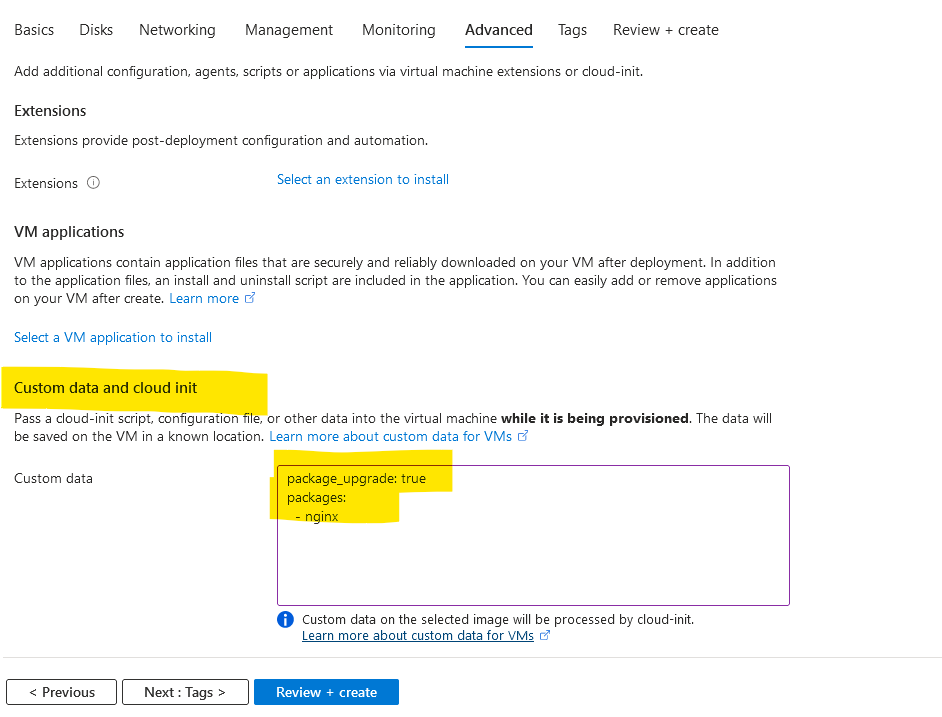 Basics Disks Networking Management Monitoring Advanced Tags Review + create
Add additional configuration, agents, scripts or applications via virtual machine extensions or cloud-init.
Extensions
Extensions provide post-deployment configuration and automation.
Extensions Select an extension to install
VM applications
VM applications contain application files that are securely and reliably downloaded on your VM after deployment. In addition
to the application files, an install and uninstall script are included in the application. You can easily add or remove applications
on your VM after create. Learn more
Select a VM application to install
Custom data and cloud init
Pass a cloud-init script, configuration file, or other data into the virtual machine while it is being provisioned. The data will
be saved on the VM in a known location. Learn more about custom data for VMs
Custom data
package_upgrade: true
packages:
- nginx
Custom data on the selected image will be processed by cloud-init.
Learn more about custom data for VMs
< Previous Next : Tags > Review + create